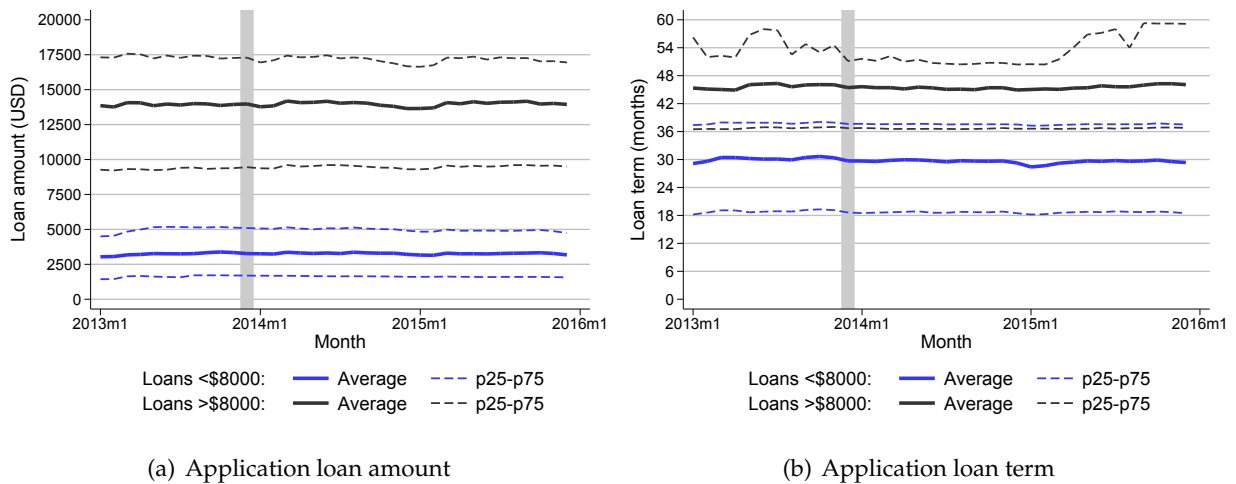 Loan amount (USD)
20000
17500
15000
12500
10000
7500
5000
2500
0
2013m1 2014m1 2015m1 2016m1
Month
Loans <$8000: Average p25-p75
Loans >$8000: Average p25-p75
(a) Application loan amount
Loan term (months)
60
54
48
42
36
30
24
18
12
6
0
2013m1 2014m1 2015m1 2016m1
Month
Loans <$8000: Average p25-p75
Loans >$8000: Average p25-p75
(b) Application loan term